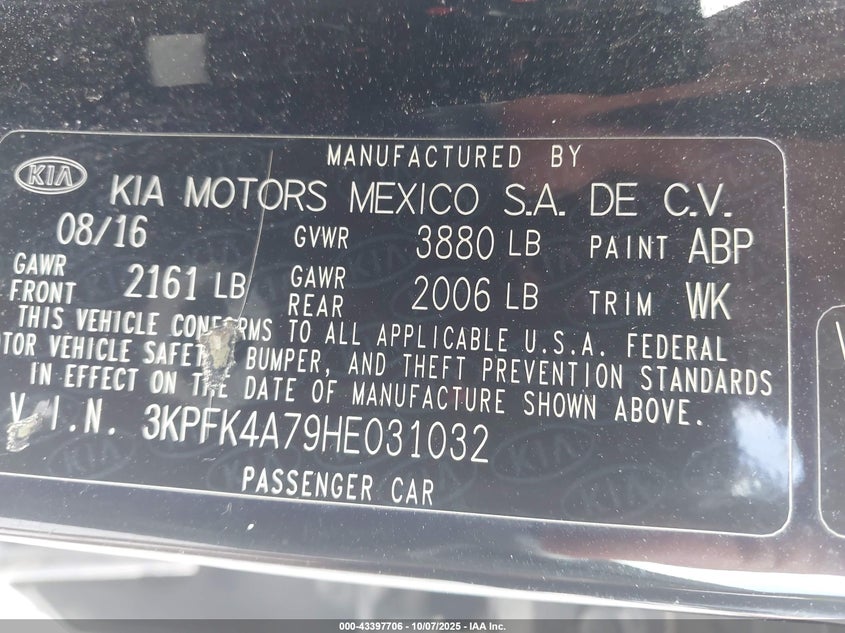 MANUFACTURED BY
KIA
KIA MOTORS MEXICO S.A. DE C.V.
08/16 GVWR 3880 LB PAINT ABP
GAWR FRONT 2161 LB GAWR REAR 2006 LB TRIM WK
THIS VEHICLE CONFORMS TO ALL APPLICABLE U.S.A. FEDERAL
TOR VEHICLE SAFETY BUMPER, AND THEFT PREVENTION STANDARDS
IN EFFECT ON THE DATE OF MANUFACTURE SHOWN ABOVE.
V.I.N. 3KPFK4A79HE031032
PASSENGER CAR
000-43397706 - 10/07/2025 - IAA Inc.